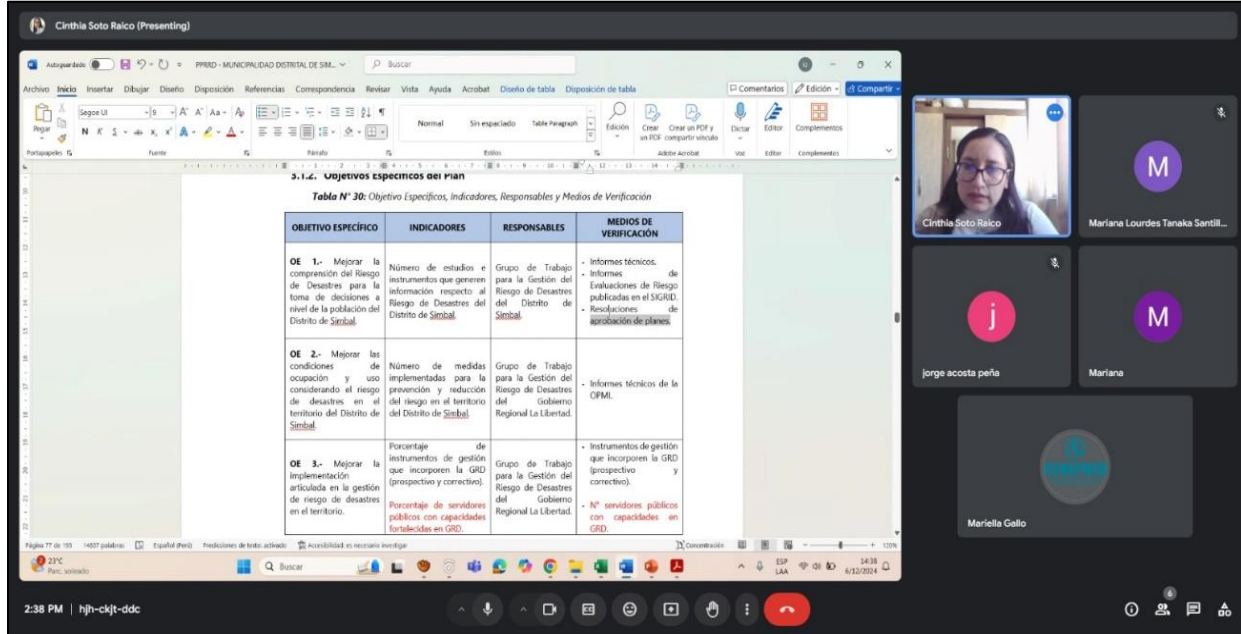 Cinthia Soto Raico (Presenting)
Autoguardado
PPRRD - MUNICIPALIDAD DISTRITAL DE SIM...
Buscar
Archivo Inicio Insertar Dibujar Diseño Disposición Referencias Correspondencia Revisar Vista Ayuda Acrobat Diseño de tabla Disposición de tabla
Comentarios Edición Compartir
Segoe UI 9
Pegar
N K S
Normal Sin espaciado Table Paragraph
Edición
Crear un PDF
Crear un PDF y compartir vínculo
Dictar Editor Complementos
Portapapeles Fuente Párrafo Estilos Adobe Acrobat Voz Editor Complementos
3.1.2. Objetivos Específicos del Plan
Tabla N° 30: Objetivo Específicos, Indicadores, Responsables y Medios de Verificación
OBJETIVO ESPECÍFICO
INDICADORES
RESPONSABLES
MEDIOS DE
VERIFICACIÓN
OE 1.- Mejorar la
comprensión del Riesgo
de Desastres para la
toma de decisiones a
nivel de la población del
Distrito de Simbal.
Número de estudios e
instrumentos que generen
información respecto al
Riesgo de Desastres del
Distrito de Simbal.
Grupo de Trabajo
para la Gestión del
Riesgo de Desastres
del Distrito de
Simbal.
- Informes técnicos.
- Informes de
Evaluaciones de Riesgo
publicadas en el SIGRID.
- Resoluciones de
aprobación de planes.
OE 2.- Mejorar las
condiciones de
ocupación y uso
considerando el riesgo
de desastres en el
territorio del Distrito de
Simbal.
Número de medidas
implementadas para la
prevención y reducción
del riesgo en el territorio
del Distrito de Simbal.
Grupo de Trabajo
para la Gestión del
Riesgo de Desastres
del Gobierno
Regional La Libertad.
- Informes técnicos de la
OPMI.
OE 3.- Mejorar la
implementación
articulada en la gestión
de riesgo de desastres
en el territorio.
Porcentaje de
instrumentos de gestión
que incorporen la GRD
(prospectivo y correctivo).
Porcentaje de servidores
públicos con capacidades
fortalecidas en GRD.
Grupo de Trabajo
para la Gestión del
Riesgo de Desastres
del Gobierno
Regional La Libertad.
- Instrumentos de gestión
que incorporen la GRD
(prospectivo y
correctivo).
- N° servidores públicos
con capacidades en
GRD.
Página 77 de 193 14837 palabras Español (Perú) Predicciones de texto: activado Accesibilidad: es necesario investigar
Concentración 120%
23°C
Parc. soleado
Buscar
ESP
LAA
14:38
6/12/2024
Cinthia Soto Raico
M
Mariana Lourdes Tanaka Santill...
j
jorge acosta peña
M
Mariana
Mariella Gallo
2:38 PM | hjh-ckjt-ddc
6